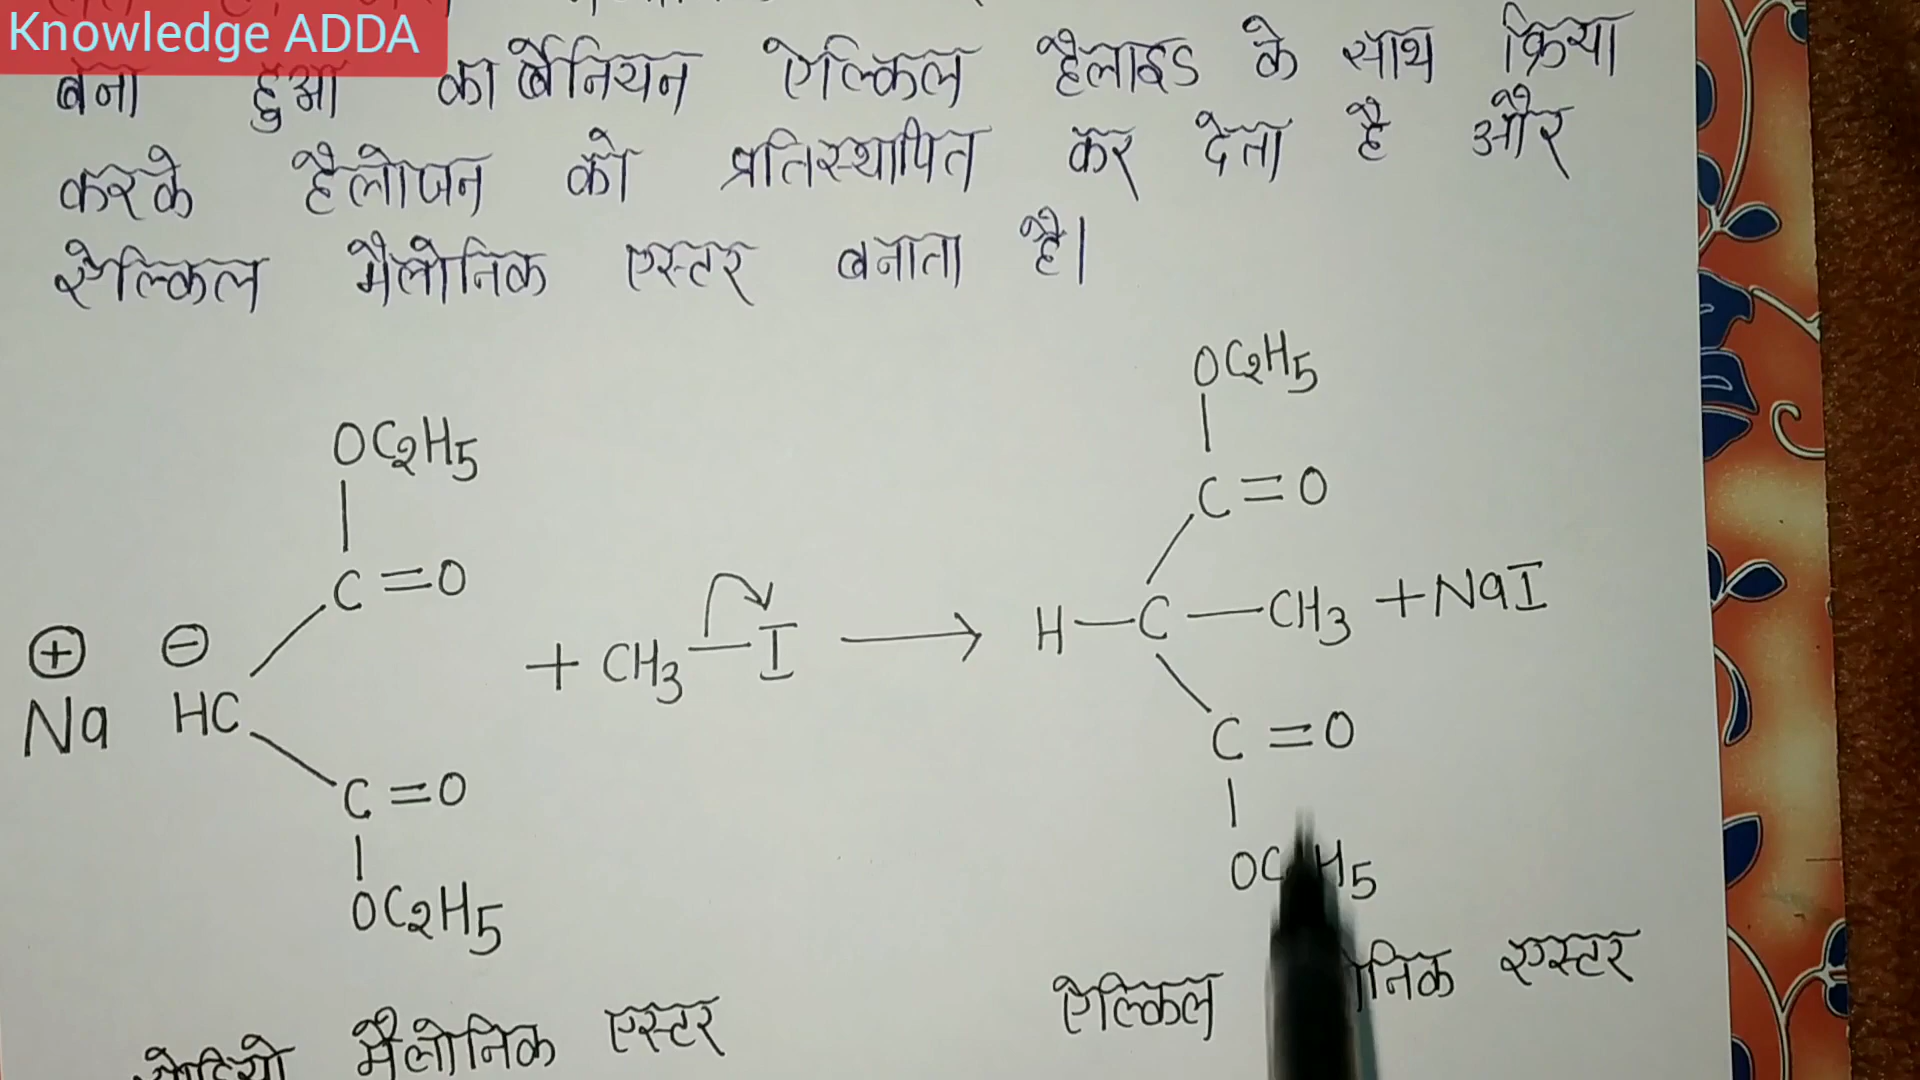 Knowledge ADDA
बना हुआ कार्बेनियन ऐल्किल हैलाइड के साथ क्रिया
करके हैलोजन को प्रतिस्थापित कर देता है और
ऐल्किल मैलोनिक एस्टर बनाता है।
OC2H5
C=O
H—C—CH3 + NaI
C=O
OC2H5
C=O
⊕ ⊖
Na HC
+ CH3—I ⟶
C=O
OC2H5
ऐल्किल एस्टर
मैलोनिक एस्टर